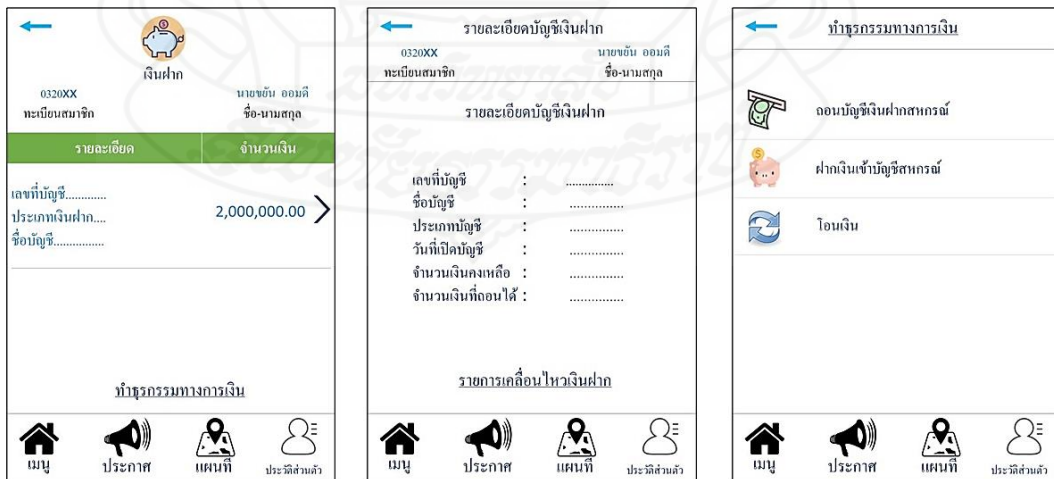 เงินฝาก
0320XX นายขยัน ออมดี
ทะเบียนสมาชิก ชื่อ-นามสกุล
รายละเอียด จำนวนเงิน
เลขที่บัญชี.............
ประเภทเงินฝาก....
ชื่อบัญชี................
2,000,000.00
ทำธุรกรรมทางการเงิน
เมนู ประกาศ แผนที่ ประวัติส่วนตัว
รายละเอียดบัญชีเงินฝาก
0320XX นายขยัน ออมดี
ทะเบียนสมาชิก ชื่อ-นามสกุล
รายละเอียดบัญชีเงินฝาก
เลขที่บัญชี : ..............
ชื่อบัญชี : ...............
ประเภทบัญชี : ...............
วันที่เปิดบัญชี : ...............
จำนวนเงินคงเหลือ : ...............
จำนวนเงินที่ถอนได้ : ...............
รายการเคลื่อนไหวเงินฝาก
เมนู ประกาศ แผนที่ ประวัติส่วนตัว
ทำธุรกรรมทางการเงิน
ถอนบัญชีเงินฝากสหกรณ์
ฝากเงินเข้าบัญชีสหกรณ์
โอนเงิน
เมนู ประกาศ แผนที่ ประวัติส่วนตัว